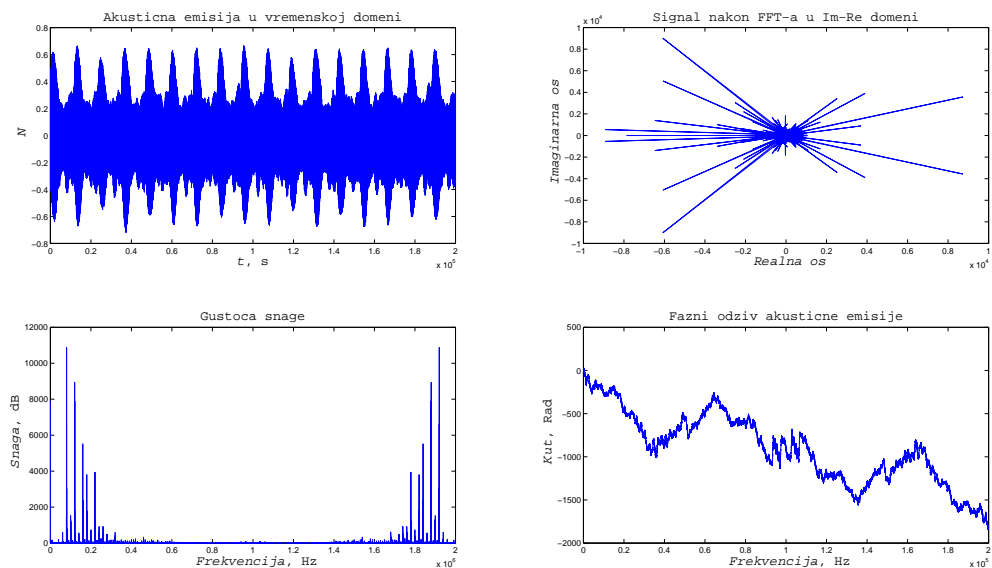 Akusticna emisija u vremenskoj domeni
0.8
0.6
0.4
0.2
0
−0.2
−0.4
−0.6
−0.8
N
0 0.2 0.4 0.6 0.8 1 1.2 1.4 1.6 1.8 2
x 10^5
t, s
Signal nakon FFT-a u Im-Re domeni
x 10^4
1
0.8
0.6
0.4
0.2
0
−0.2
−0.4
−0.6
−0.8
−1
Imaginarna os
−1 −0.8 −0.6 −0.4 −0.2 0 0.2 0.4 0.6 0.8 1
x 10^4
Realna os
Gustoca snage
12000
10000
8000
6000
4000
2000
0
Snaga, dB
0 0.2 0.4 0.6 0.8 1 1.2 1.4 1.6 1.8 2
x 10^6
Frekvencija, Hz
Fazni odziv akusticne emisije
500
0
−500
−1000
−1500
−2000
Kut, Rad
0 0.2 0.4 0.6 0.8 1 1.2 1.4 1.6 1.8 2
x 10^5
Frekvencija, Hz